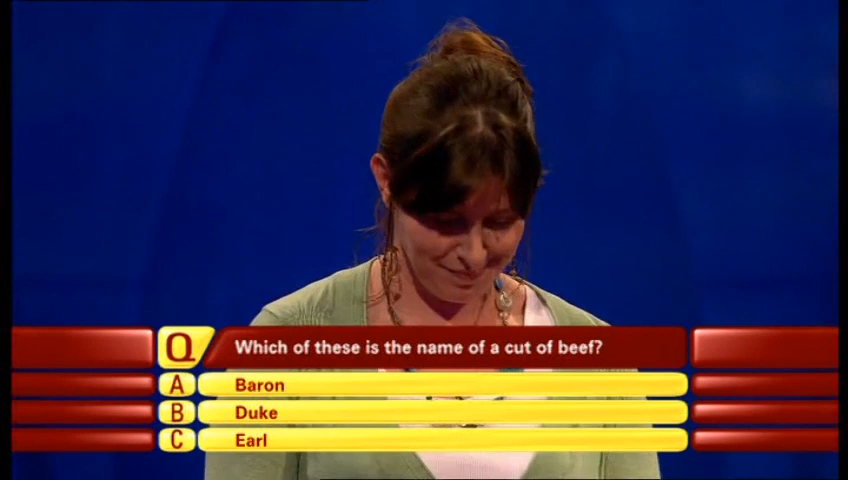 Q Which of these is the name of a cut of beef?
A Baron
B Duke
C Earl